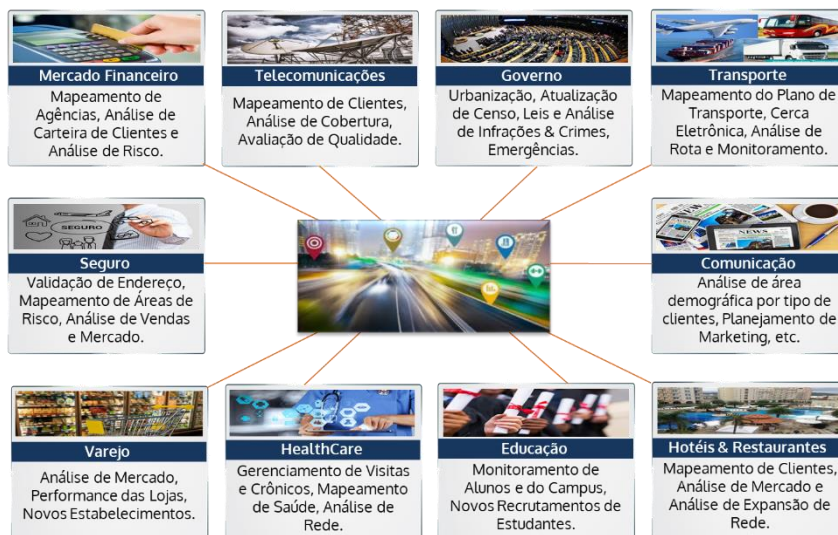 Mercado Financeiro
Mapeamento de
Agências, Análise de
Carteira de Clientes e
Análise de Risco.
Telecomunicações
Mapeamento de Clientes,
Análise de Cobertura,
Avaliação de Qualidade.
Governo
Urbanização, Atualização
de Censo, Leis e Análise
de Infrações & Crimes,
Emergências.
Transporte
Mapeamento do Plano de
Transporte, Cerca
Eletrônica, Análise de
Rota e Monitoramento.
SEGURO
Seguro
Validação de Endereço,
Mapeamento de Áreas de
Risco, Análise de Vendas
e Mercado.
NEWS
Comunicação
Análise de área
demográfica por tipo de
clientes, Planejamento de
Marketing, etc.
Varejo
Análise de Mercado,
Performance das Lojas,
Novos Estabelecimentos.
HealthCare
Gerenciamento de Visitas
e Crônicos, Mapeamento
de Saúde, Análise de
Rede.
Educação
Monitoramento de
Alunos e do Campus,
Novos Recrutamentos de
Estudantes.
Hotéis & Restaurantes
Mapeamento de Clientes,
Análise de Mercado e
Análise de Expansão de
Rede.